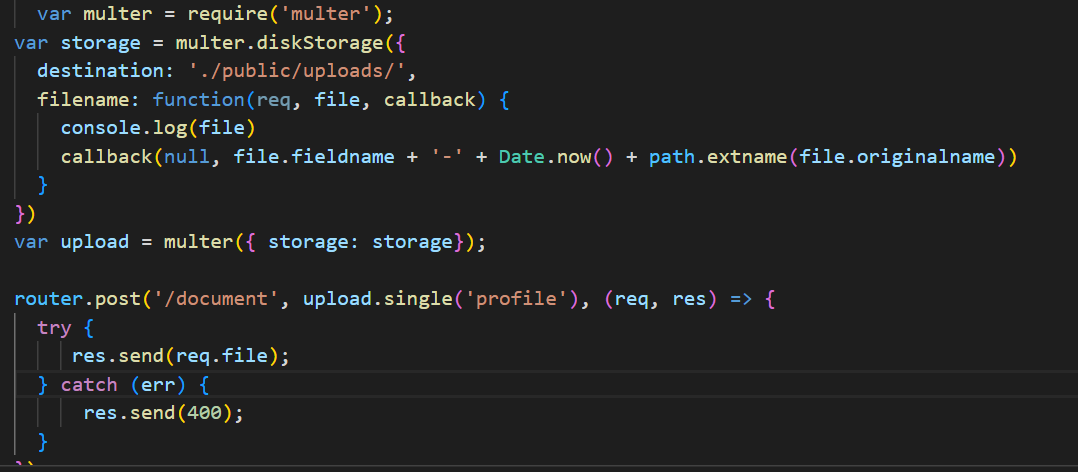 var multer = require('multer');
var storage = multer.diskStorage({
destination: './public/uploads/',
filename: function(req, file, callback) {
console.log(file)
callback(null, file.fieldname + '-' + Date.now() + path.extname(file.originalname))
}
})
var upload = multer({ storage: storage});
router.post('/document', upload.single('profile'), (req, res) => {
try {
res.send(req.file);
} catch (err) {
res.send(400);
}
})